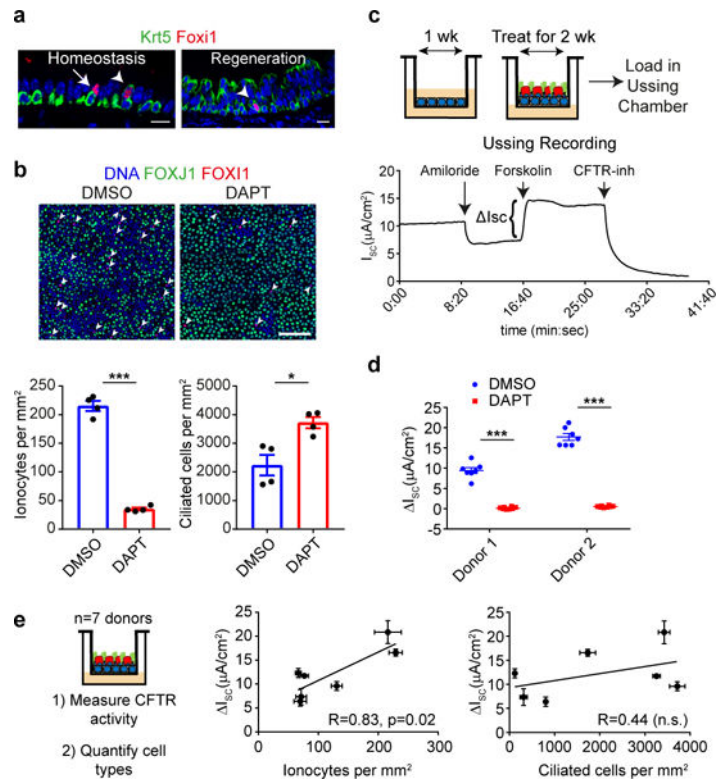 a
Krt5 Foxi1
Homeostasis
Regeneration
b
DNA FOXJ1 FOXI1
DMSO
DAPT
Ionocytes per mm²
250
200
150
100
50
0
***
DMSO
DAPT
Ciliated cells per mm²
5000
4000
3000
2000
1000
0
*
DMSO
DAPT
c
1 wk
Treat for 2 wk
Load in
Ussing
Chamber
Ussing Recording
Amiloride
Forskolin
CFTR-inh
ΔIsc
ISC(µA/cm²)
20
15
10
5
0
0:00
8:20
16:40
25:00
33:20
41:40
time (min:sec)
d
DMSO
DAPT
ΔISC(µA/cm²)
25
20
15
10
5
0
-5
***
***
Donor 1
Donor 2
e
n=7 donors
1) Measure CFTR
activity
2) Quantify cell
types
ΔISC(µA/cm²)
25
20
15
10
5
0
R=0.83, p=0.02
0
100
200
300
Ionocytes per mm²
ΔISC(µA/cm²)
25
20
15
10
5
0
R=0.44 (n.s.)
0
1000
2000
3000
4000
Ciliated cells per mm²